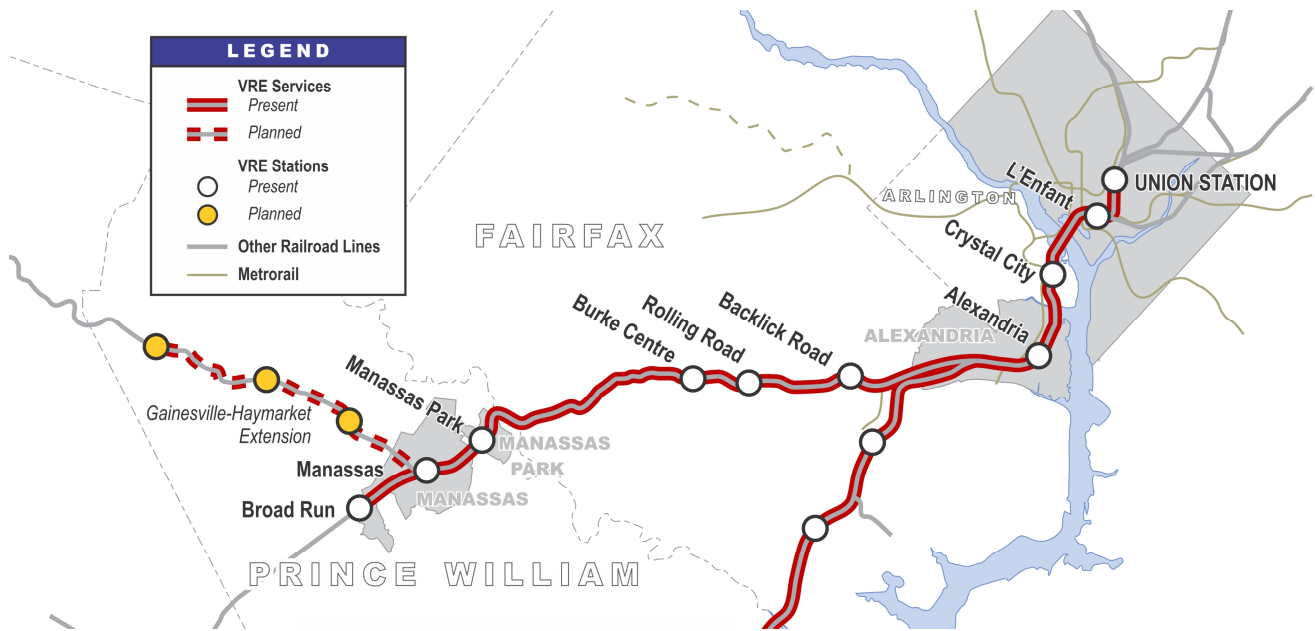 LEGEND
VRE Services
Present
Planned
VRE Stations
Present
Planned
Other Railroad Lines
Metrorail
UNION STATION
L'Enfant
ARLINGTON
Crystal City
FAIRFAX
Alexandria
ALEXANDRIA
Backlick Road
Rolling Road
Burke Centre
Manassas Park
Gainesville-Haymarket
Extension
MANASSAS
PARK
Manassas
MANASSAS
Broad Run
PRINCE WILLIAM